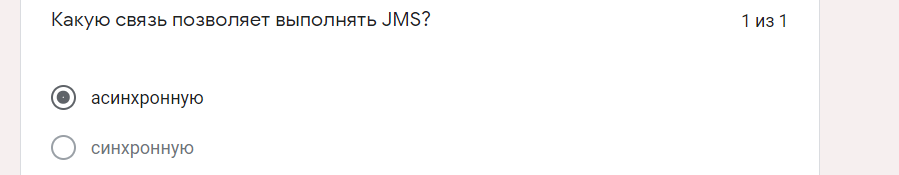 Какую связь позволяет выполнять JMS?
1 из 1
асинхронную
синхронную